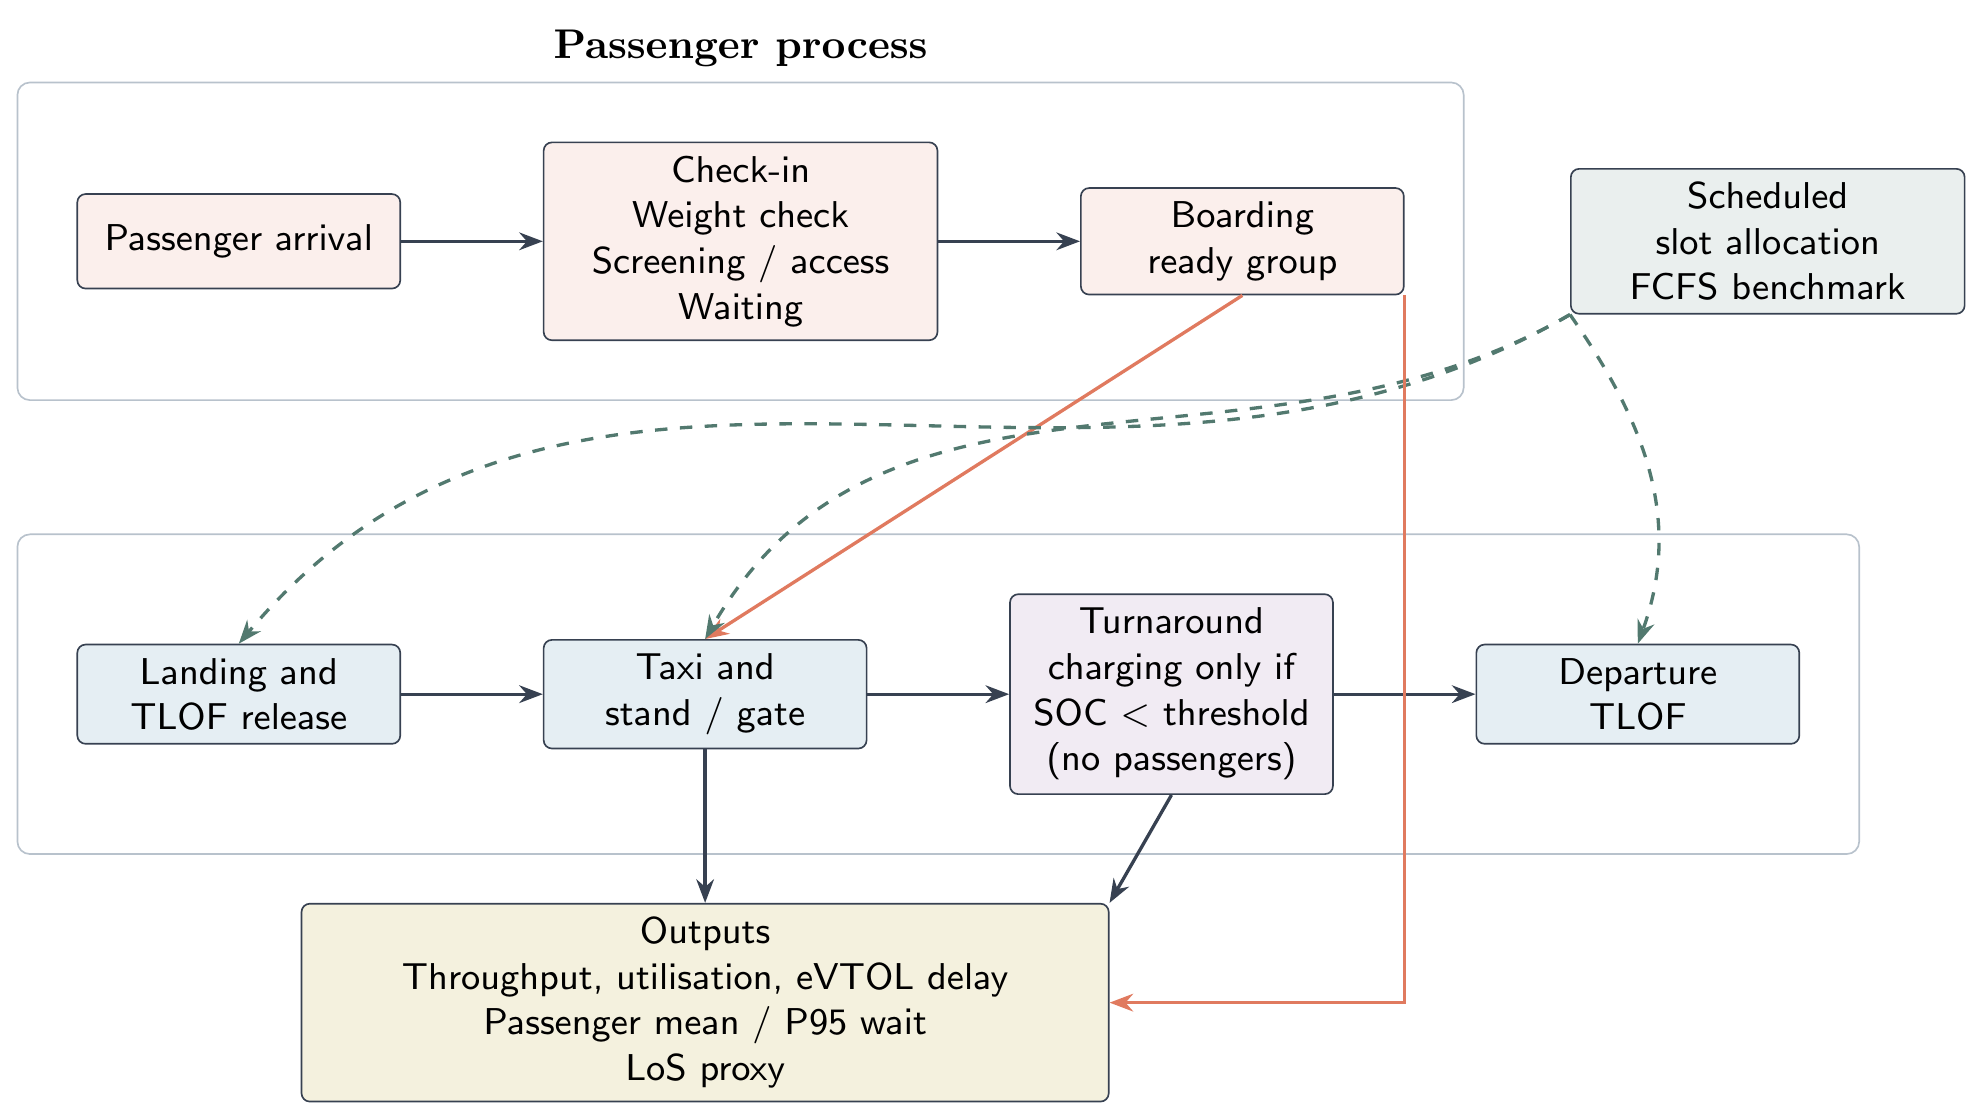 Passenger process
Passenger arrival
Check-in
Weight check
Screening / access
Waiting
Boarding
ready group
Scheduled
slot allocation
FCFS benchmark
Landing and
TLOF release
Taxi and
stand / gate
Turnaround
charging only if
SOC < threshold
(no passengers)
Departure
TLOF
Outputs
Throughput, utilisation, eVTOL delay
Passenger mean / P95 wait
LoS proxy